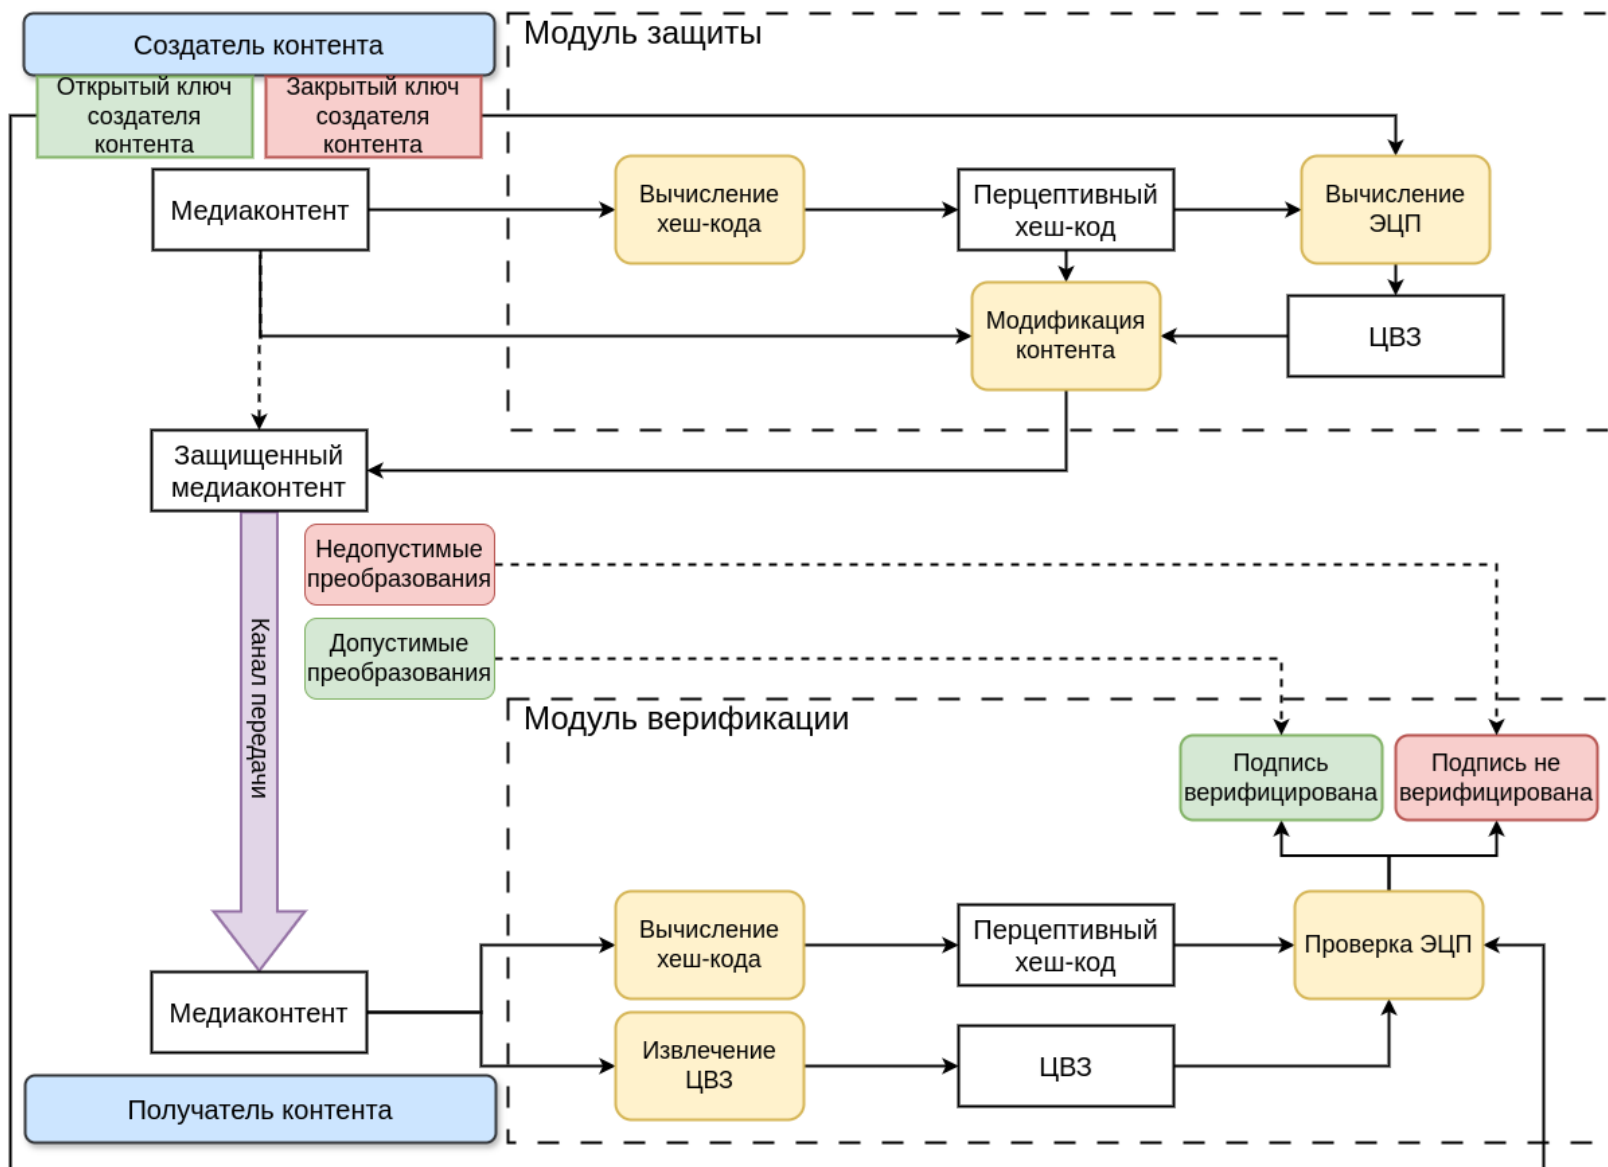 Создатель контента
Модуль защиты
Открытый ключ
создателя
контента
Закрытый ключ
создателя
контента
Медиаконтент
Вычисление
хеш-кода
Перцептивный
хеш-код
Вычисление
ЭЦП
Модификация
контента
ЦВЗ
Защищенный
медиаконтент
Недопустимые
преобразования
Допустимые
преобразования
Канал передачи
Модуль верификации
Подпись
верифицирована
Подпись не
верифицирована
Вычисление
хеш-кода
Перцептивный
хеш-код
Проверка ЭЦП
Медиаконтент
Извлечение
ЦВЗ
ЦВЗ
Получатель контента